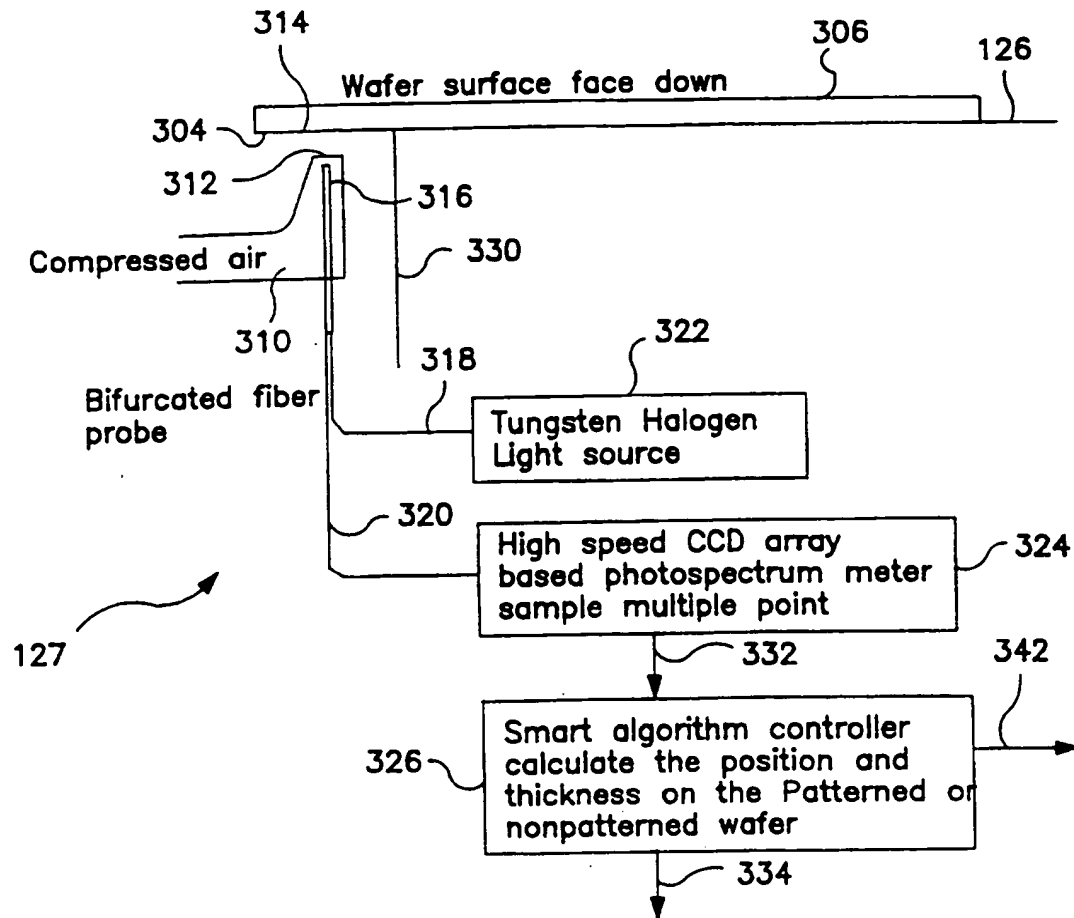 314
306
126
Wafer surface face down
304
312
316
Compressed air
330
310
322
318
Bifurcated fiber
probe
Tungsten Halogen
Light source
320
High speed CCD array
based photospectrum meter
sample multiple point
324
127
332
342
Smart algorithm controller
calculate the position and
thickness on the Patterned or
nonpatterned wafer
326
334